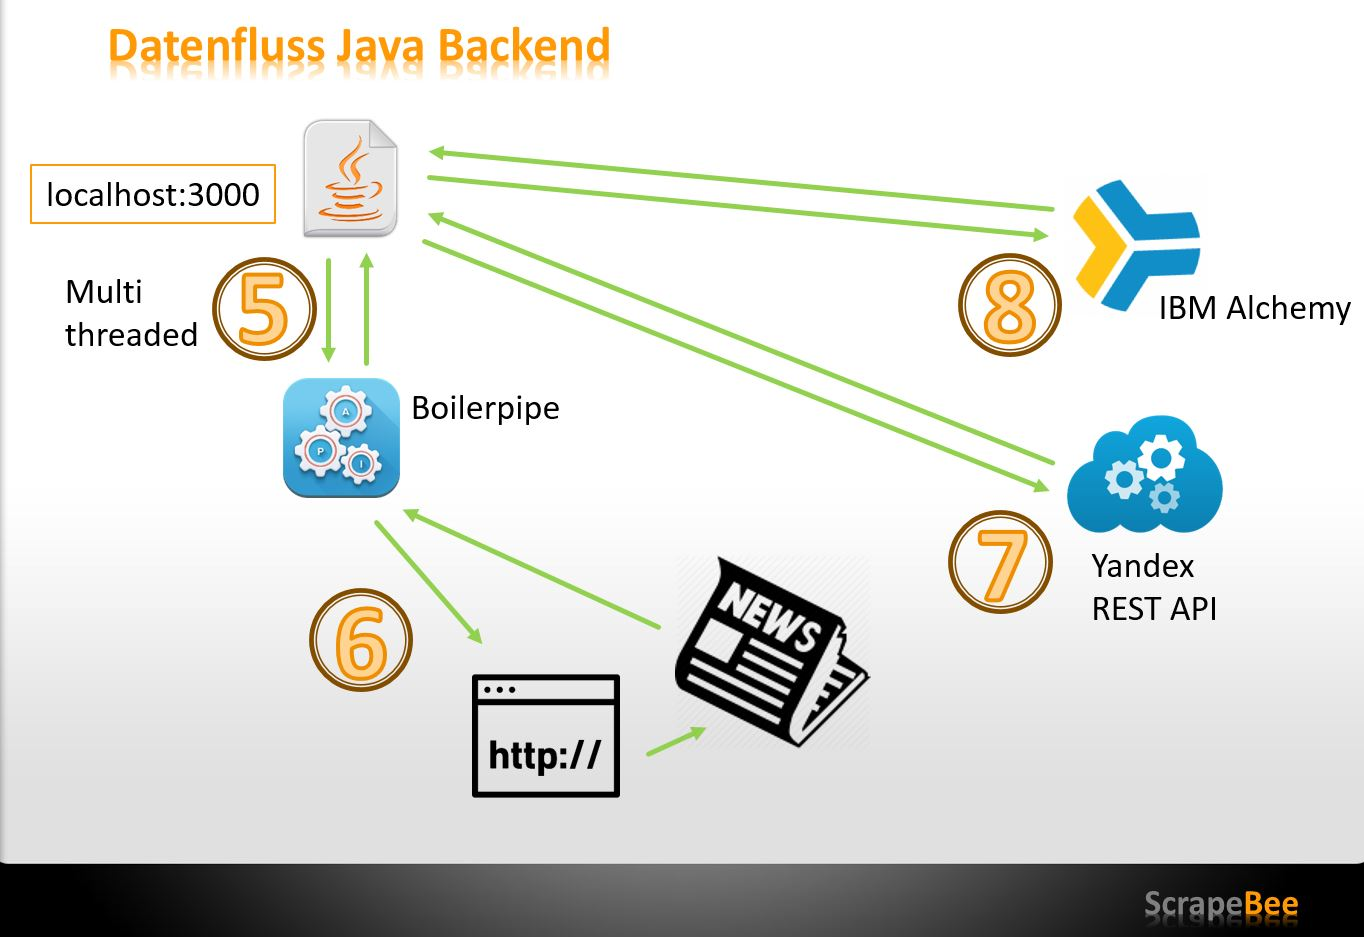 Datenfluss Java Backend
localhost:3000
Multi
threaded
5
8
IBM Alchemy
A
P
I
Boilerpipe
7
Yandex
REST API
6
NEWS
http://
ScrapeBee